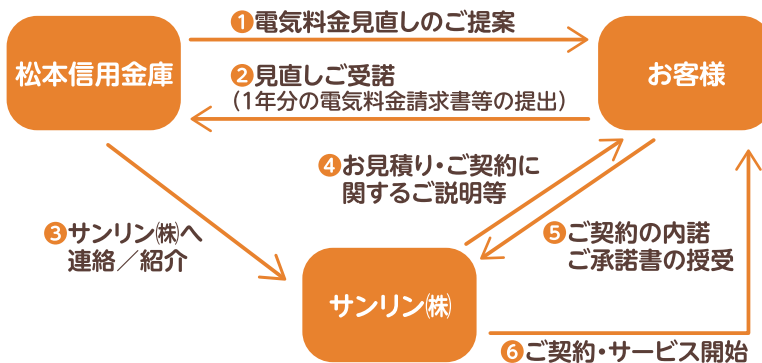 ❶電気料金見直しのご提案
松本信用金庫
お客様
❷見直しご受諾
（1年分の電気料金請求書等の提出）
❹お見積り・ご契約に
関するご説明等
❸サンリン㈱へ
連絡／紹介
❺ご契約の内諾
ご承諾書の授受
サンリン㈱
❻ご契約・サービス開始